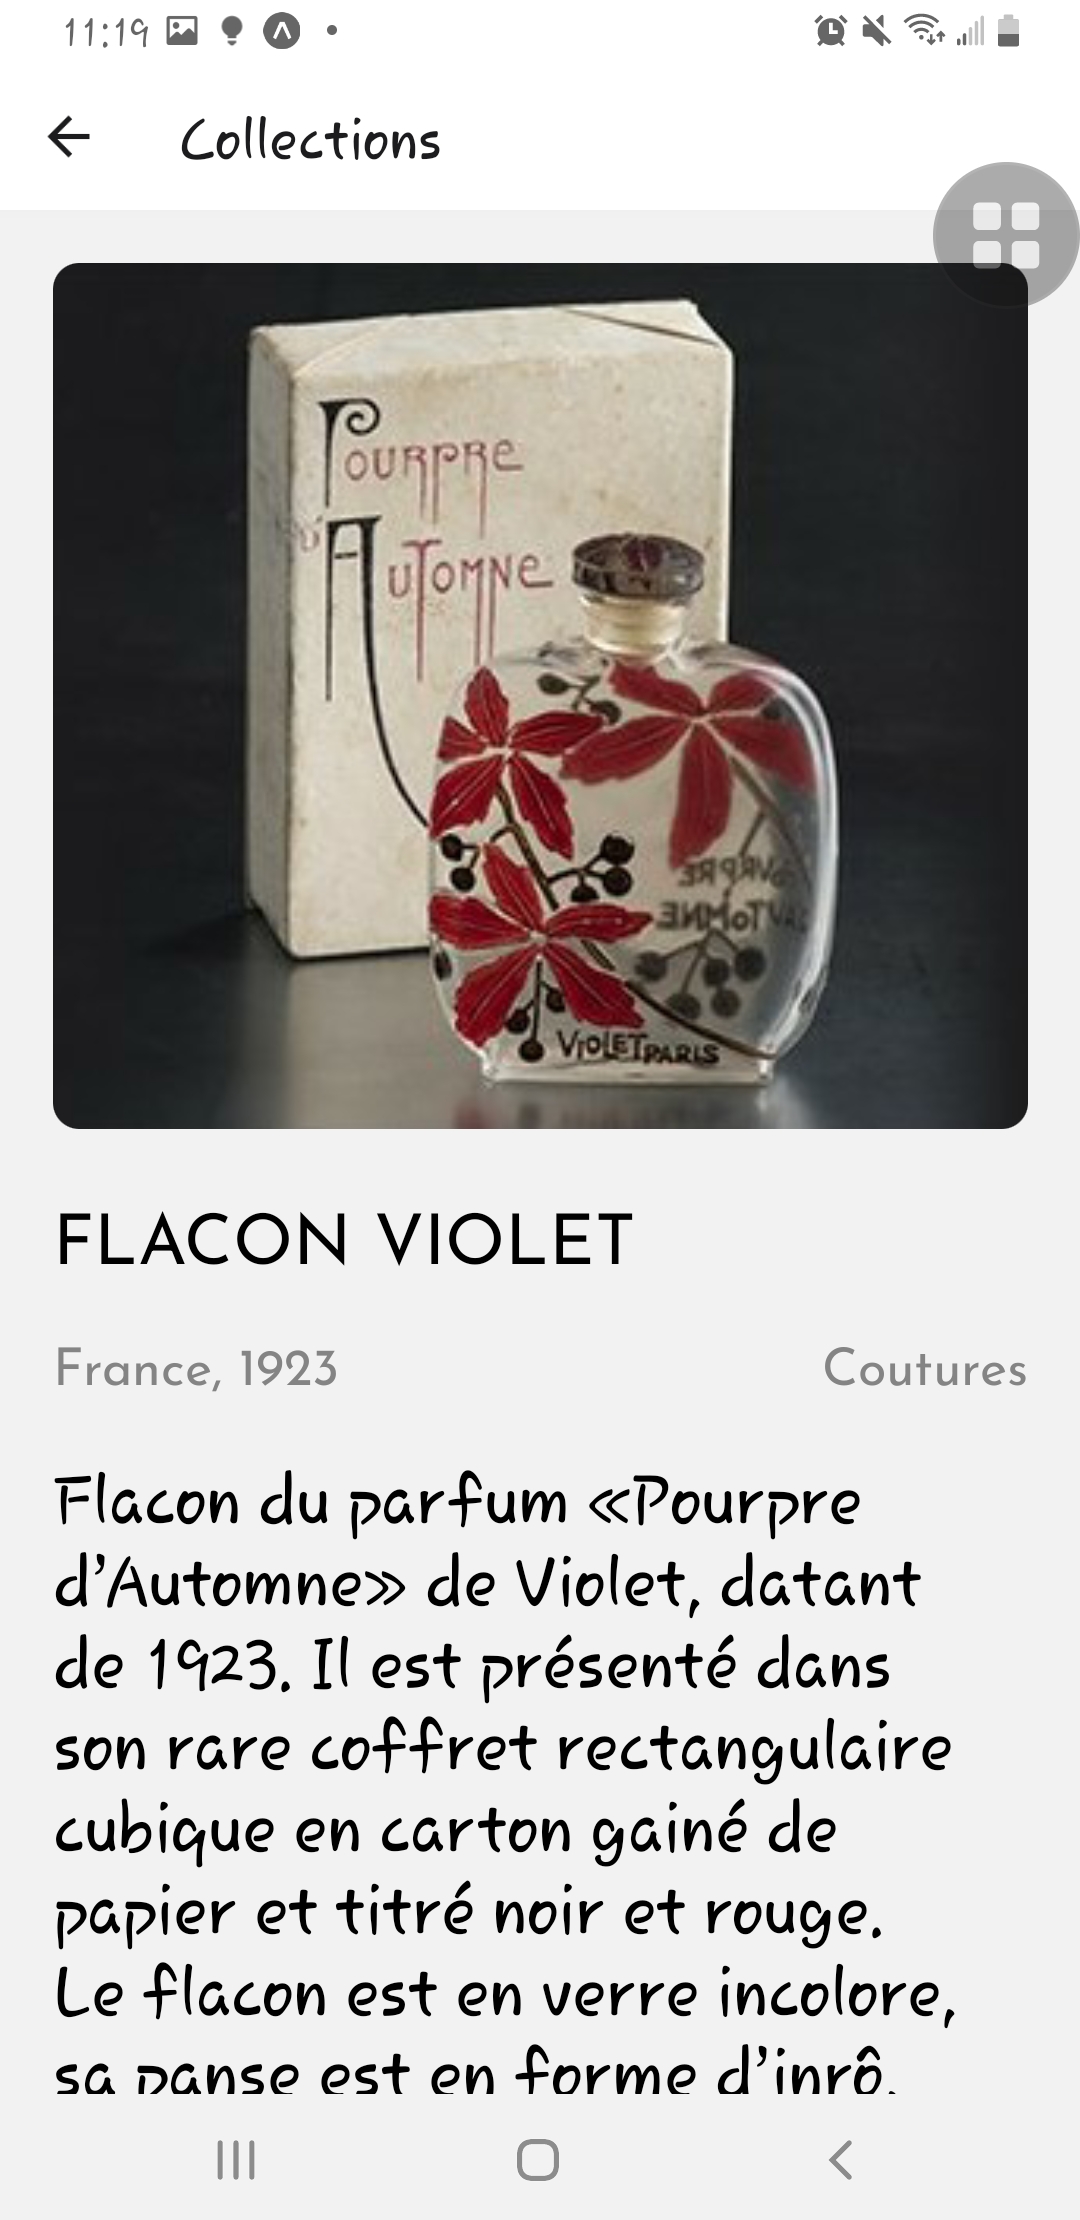 11:19
Collections
Pourpre
d'Automne
POURPRE
D'AUTOMNE
VIOLET PARIS
FLACON VIOLET
France, 1923
Coutures
Flacon du parfum «Pourpre
d'Automne» de Violet, datant
de 1923. Il est présenté dans
son rare coffret rectangulaire
cubique en carton gainé de
papier et titré noir et rouge.
Le flacon est en verre incolore,
sa panse est en forme d'inrô.